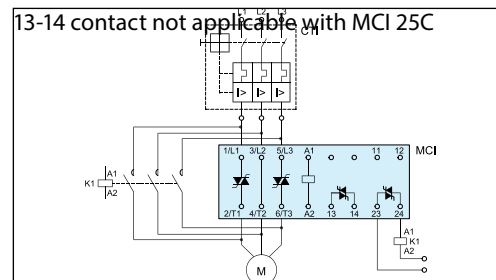 13-14 contact not applicable with MCI 25C
L1 L2 L3
CTI
I> I> I>
1/L1 3/L2 5/L3 A1 11 12 MCI
A1
K1
A2
2/T1 4/T2 6/T3 A2 13 14 23 24
A1
K1
A2
M